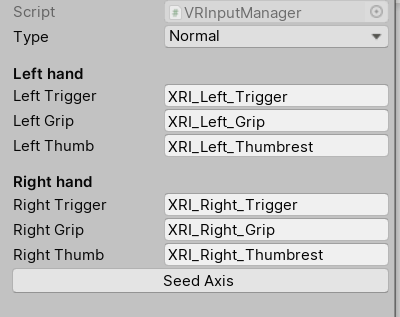 Script VRInputManager
Type Normal
Left hand
Left Trigger XRI_Left_Trigger
Left Grip XRI_Left_Grip
Left Thumb XRI_Left_Thumbrest
Right hand
Right Trigger XRI_Right_Trigger
Right Grip XRI_Right_Grip
Right Thumb XRI_Right_Thumbrest
Seed Axis